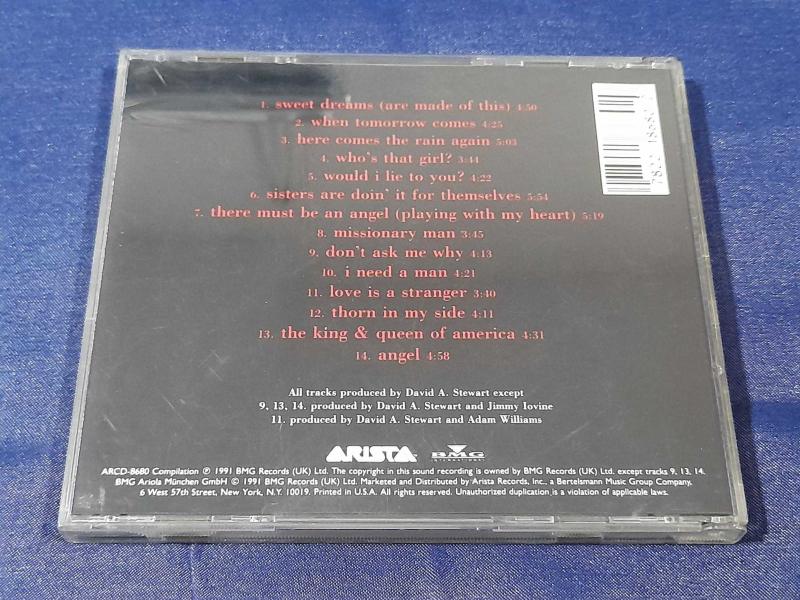 1. sweet dreams (are made of this) 4:50
2. when tomorrow comes 4:25
3. here comes the rain again 5:03
4. who's that girl? 3:44
5. would i lie to you? 4:22
6. sisters are doin' it for themselves 5:54
7. there must be an angel (playing with my heart) 5:19
8. missionary man 3:45
9. don't ask me why 4:13
10. i need a man 4:21
11. love is a stranger 3:40
12. thorn in my side 4:11
13. the king & queen of america 4:31
14. angel 4:58
All tracks produced by David A. Stewart except
9, 13, 14. produced by David A. Stewart and Jimmy Iovine
11. produced by David A. Stewart and Adam Williams
ARISTA BMG
INTERNATIONAL
ARCD-8680 Compilation ℗ 1991 BMG Records (UK) Ltd. The copyright in this sound recording is owned by BMG Records (UK) Ltd. except tracks 9, 13, 14.
BMG Ariola München GmbH © 1991 BMG Records (UK) Ltd. Marketed and Distributed by Arista Records, Inc., a Bertelsmann Music Group Company,
6 West 57th Street, New York, N.Y. 10019. Printed in U.S.A. All rights reserved. Unauthorized duplication is a violation of applicable laws.